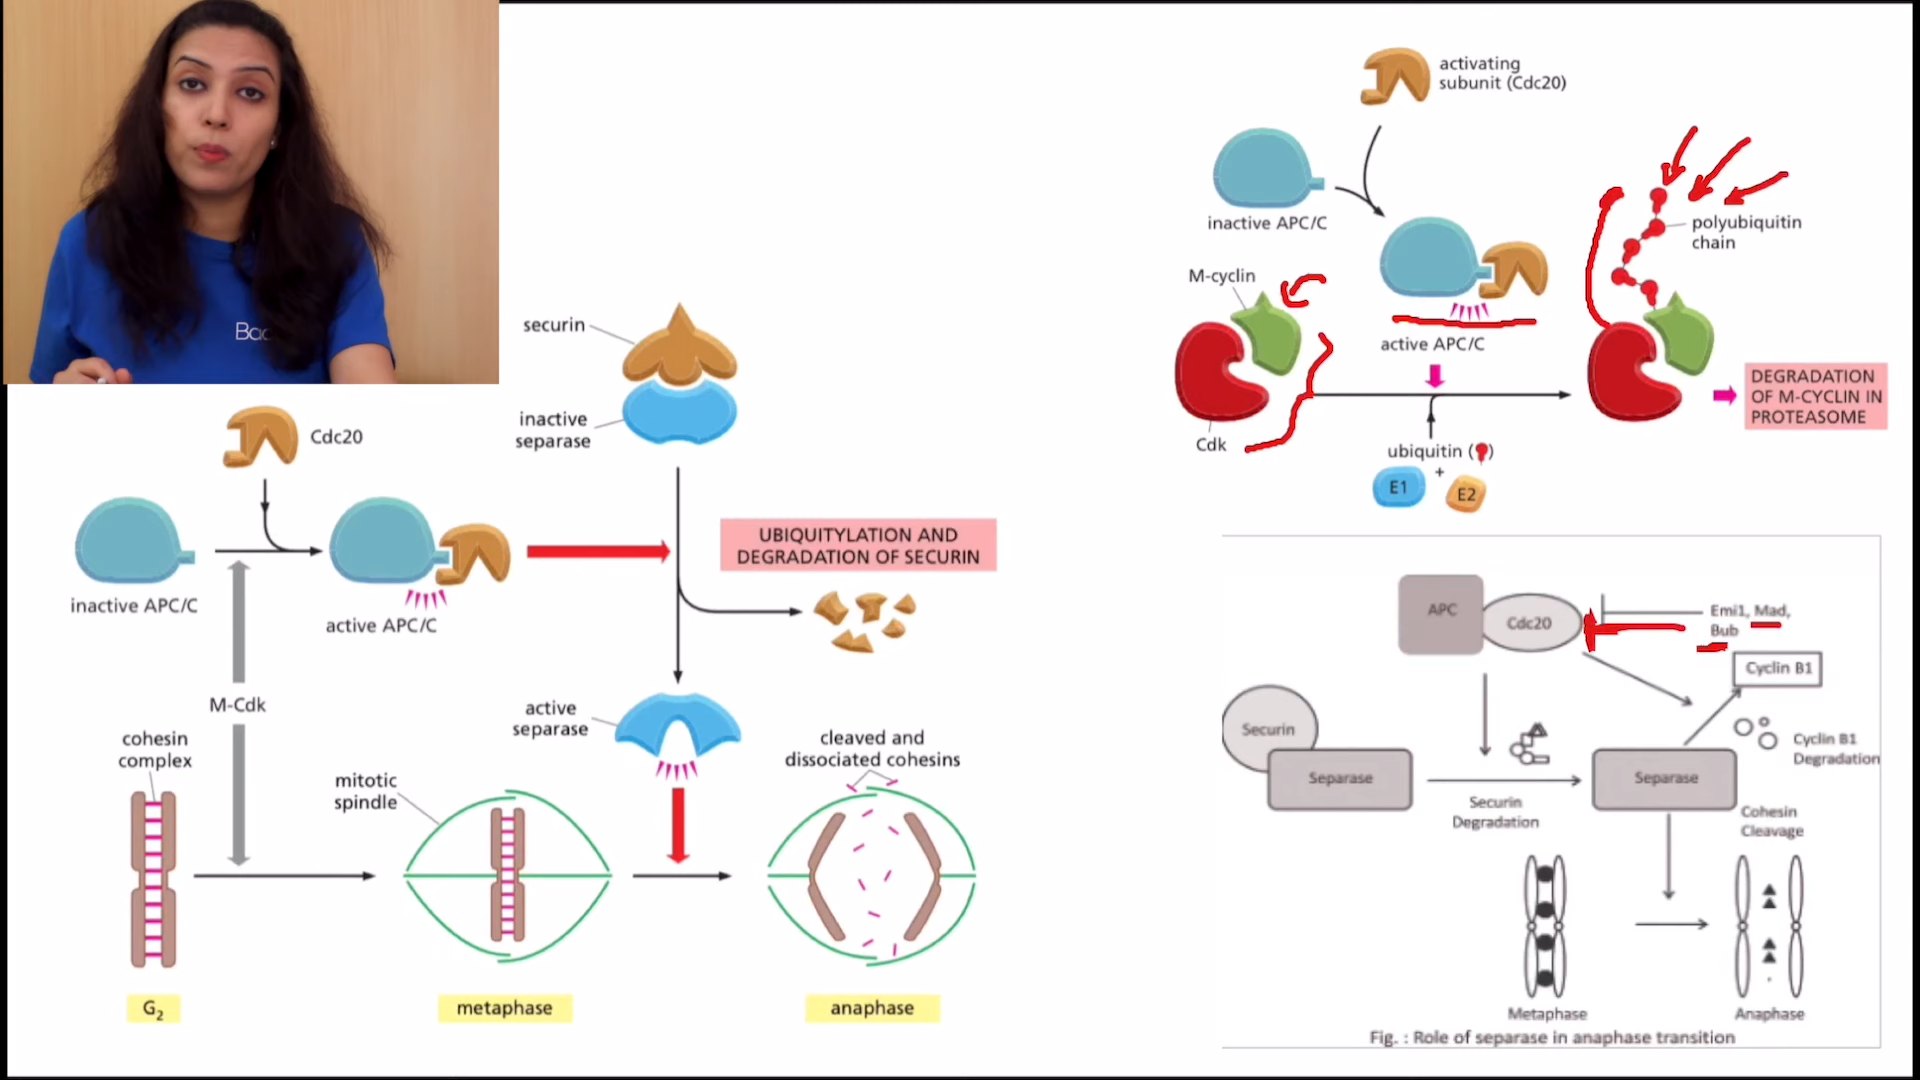 Bac
securin
inactive
separase
Cdc20
UBIQUITYLATION AND
DEGRADATION OF SECURIN
inactive APC/C
active APC/C
M-Cdk
active
separase
cleaved and
dissociated cohesins
cohesin
complex
mitotic
spindle
G₂
metaphase
anaphase
activating
subunit (Cdc20)
inactive APC/C
polyubiquitin
chain
M-cyclin
active APC/C
DEGRADATION
OF M-CYCLIN IN
PROTEASOME
Cdk
ubiquitin ( )
+
E1
E2
APC
Cdc20
Emi1, Mad,
Bub
Cyclin B1
Securin
Separase
Securin
Degradation
Separase
Cyclin B1
Degradation
Cohesin
Cleavage
Metaphase
Anaphase
Fig. : Role of separase in anaphase transition